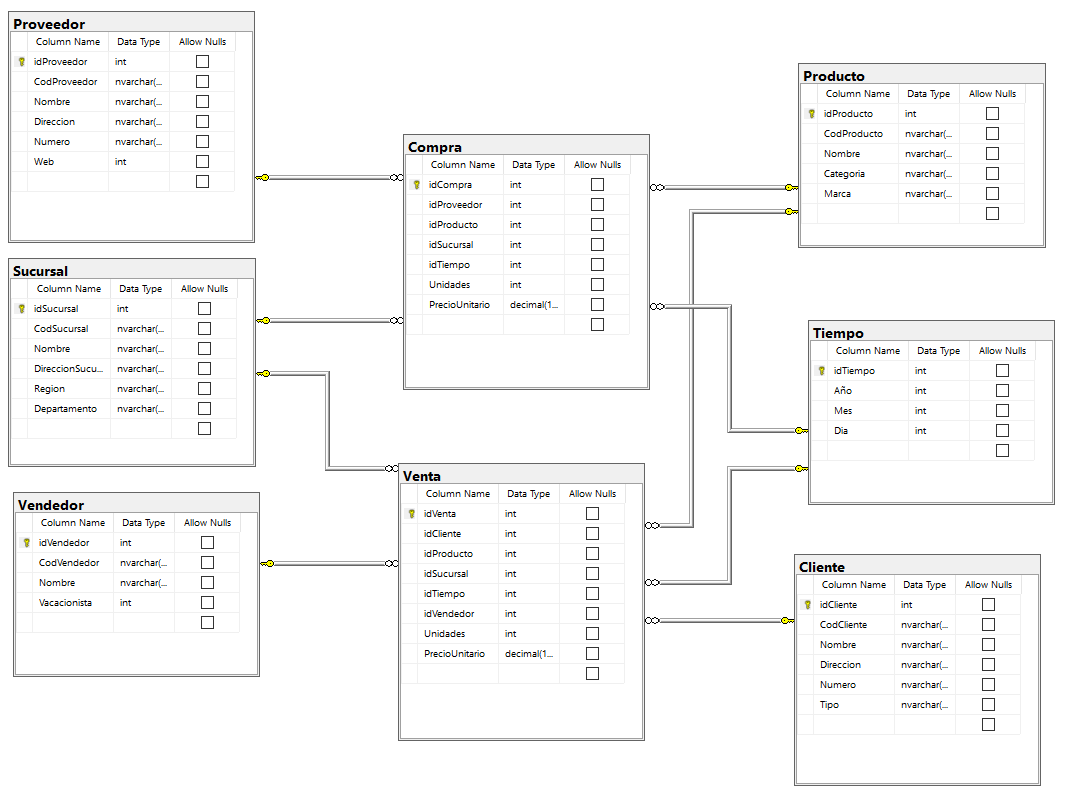 Proveedor
Column Name Data Type Allow Nulls
idProveedor int
CodProveedor nvarchar(...
Nombre nvarchar(...
Direccion nvarchar(...
Numero nvarchar(...
Web int
Sucursal
Column Name Data Type Allow Nulls
idSucursal int
CodSucursal nvarchar(...
Nombre nvarchar(...
DireccionSucu... nvarchar(...
Region nvarchar(...
Departamento nvarchar(...
Vendedor
Column Name Data Type Allow Nulls
idVendedor int
CodVendedor nvarchar(...
Nombre nvarchar(...
Vacacionista int
Compra
Column Name Data Type Allow Nulls
idCompra int
idProveedor int
idProducto int
idSucursal int
idTiempo int
Unidades int
PrecioUnitario decimal(1...
Venta
Column Name Data Type Allow Nulls
idVenta int
idCliente int
idProducto int
idSucursal int
idTiempo int
idVendedor int
Unidades int
PrecioUnitario decimal(1...
Producto
Column Name Data Type Allow Nulls
idProducto int
CodProducto nvarchar(...
Nombre nvarchar(...
Categoria nvarchar(...
Marca nvarchar(...
Tiempo
Column Name Data Type Allow Nulls
idTiempo int
Año int
Mes int
Dia int
Cliente
Column Name Data Type Allow Nulls
idCliente int
CodCliente nvarchar(...
Nombre nvarchar(...
Direccion nvarchar(...
Numero nvarchar(...
Tipo nvarchar(...